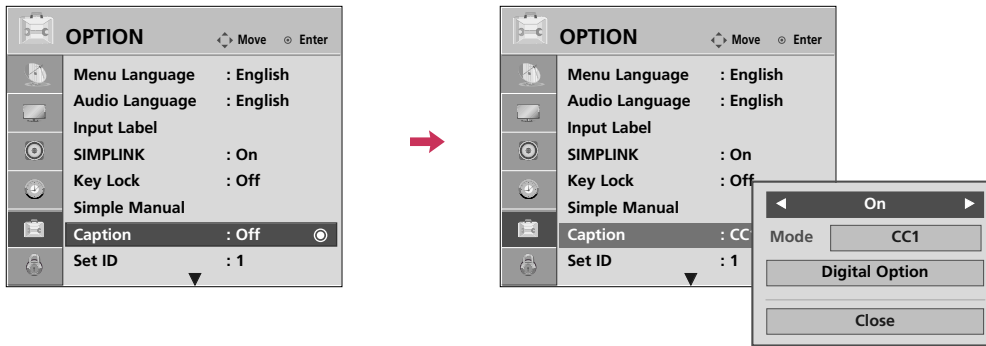 OPTION Move Enter
Menu Language : English
Audio Language : English
Input Label
SIMPLINK : On
Key Lock : Off
Simple Manual
Caption : Off
Set ID : 1
OPTION Move Enter
Menu Language : English
Audio Language : English
Input Label
SIMPLINK : On
Key Lock : Off
Simple Manual
Caption : CC
Set ID : 1
On
Mode CC1
Digital Option
Close